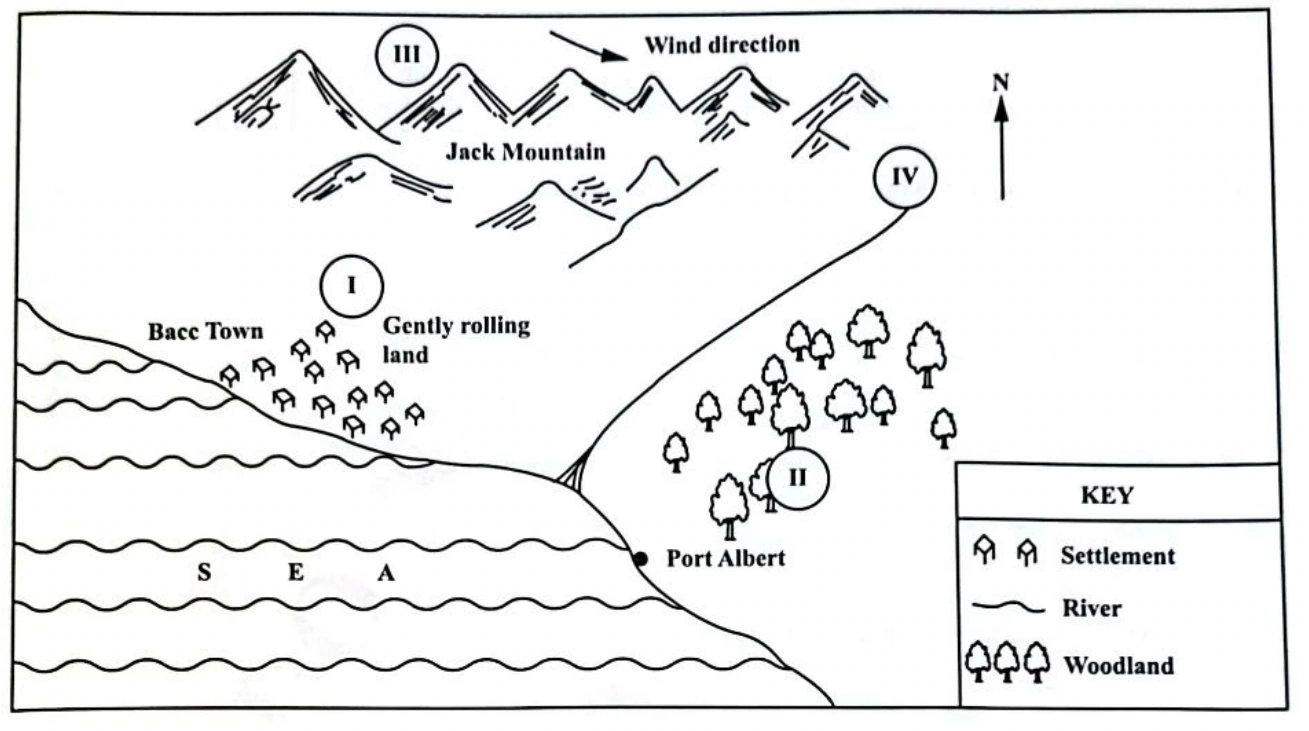 III
Wind direction
N
Jack Mountain
IV
I
Bacc Town
Gently rolling
land
II
KEY
Settlement
River
Woodland
Port Albert
S E A